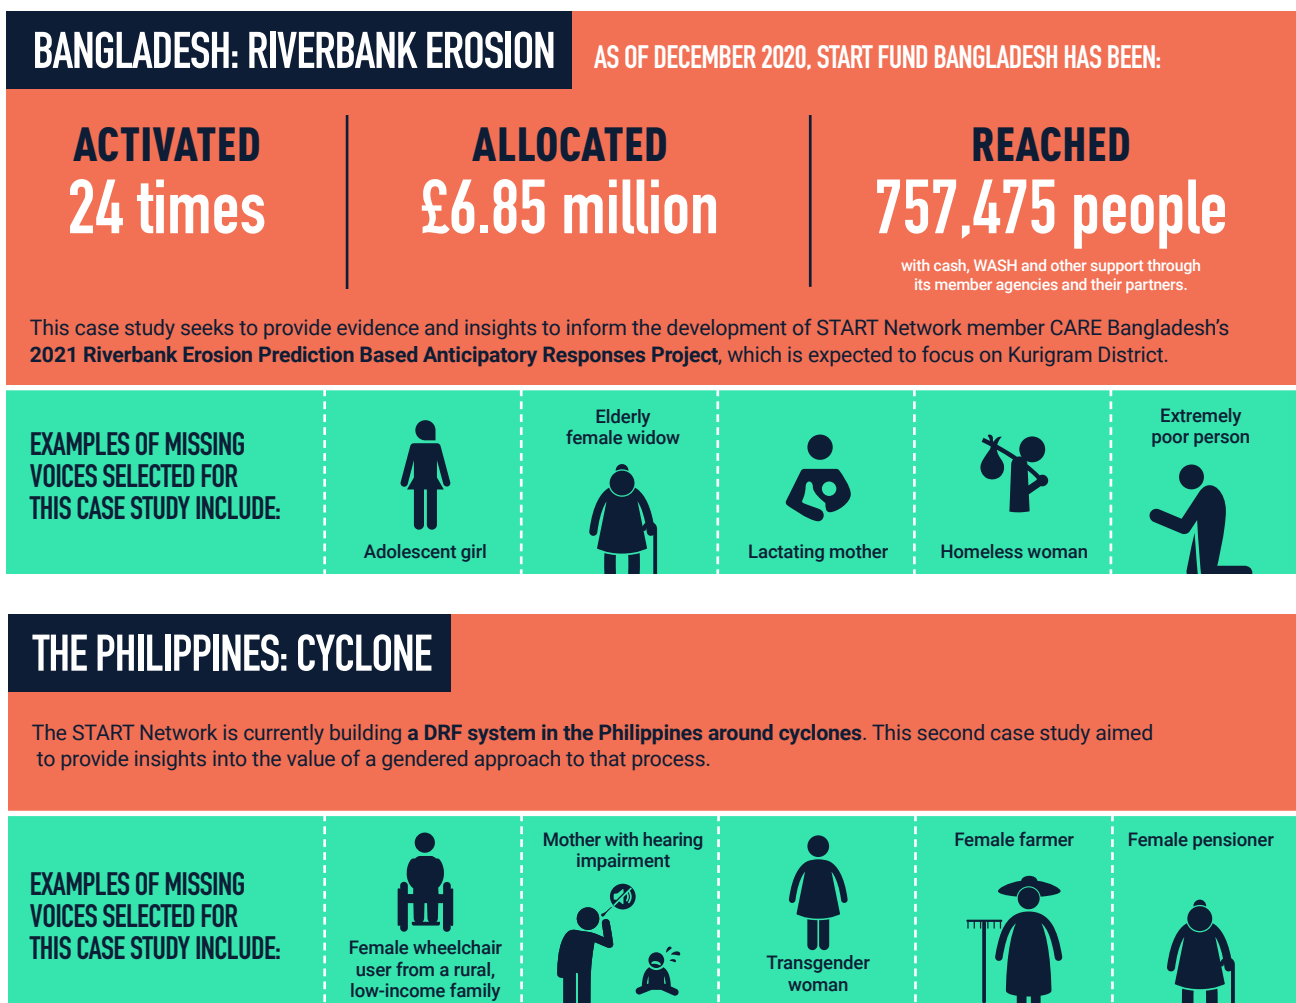 BANGLADESH: RIVERBANK EROSION
AS OF DECEMBER 2020, START FUND BANGLADESH HAS BEEN:
ACTIVATED
24 times
ALLOCATED
£6.85 million
REACHED
757,475 people
with cash, WASH and other support through
its member agencies and their partners.
This case study seeks to provide evidence and insights to inform the development of START Network member CARE Bangladesh's
2021 Riverbank Erosion Prediction Based Anticipatory Responses Project, which is expected to focus on Kurigram District.
EXAMPLES OF MISSING
VOICES SELECTED FOR
THIS CASE STUDY INCLUDE:
Adolescent girl
Elderly
female widow
Lactating mother
Homeless woman
Extremely
poor person
THE PHILIPPINES: CYCLONE
The START Network is currently building a DRF system in the Philippines around cyclones. This second case study aimed
to provide insights into the value of a gendered approach to that process.
EXAMPLES OF MISSING
VOICES SELECTED FOR
THIS CASE STUDY INCLUDE:
Female wheelchair
user from a rural,
low-income family
Mother with hearing
impairment
Transgender
woman
Female farmer
Female pensioner